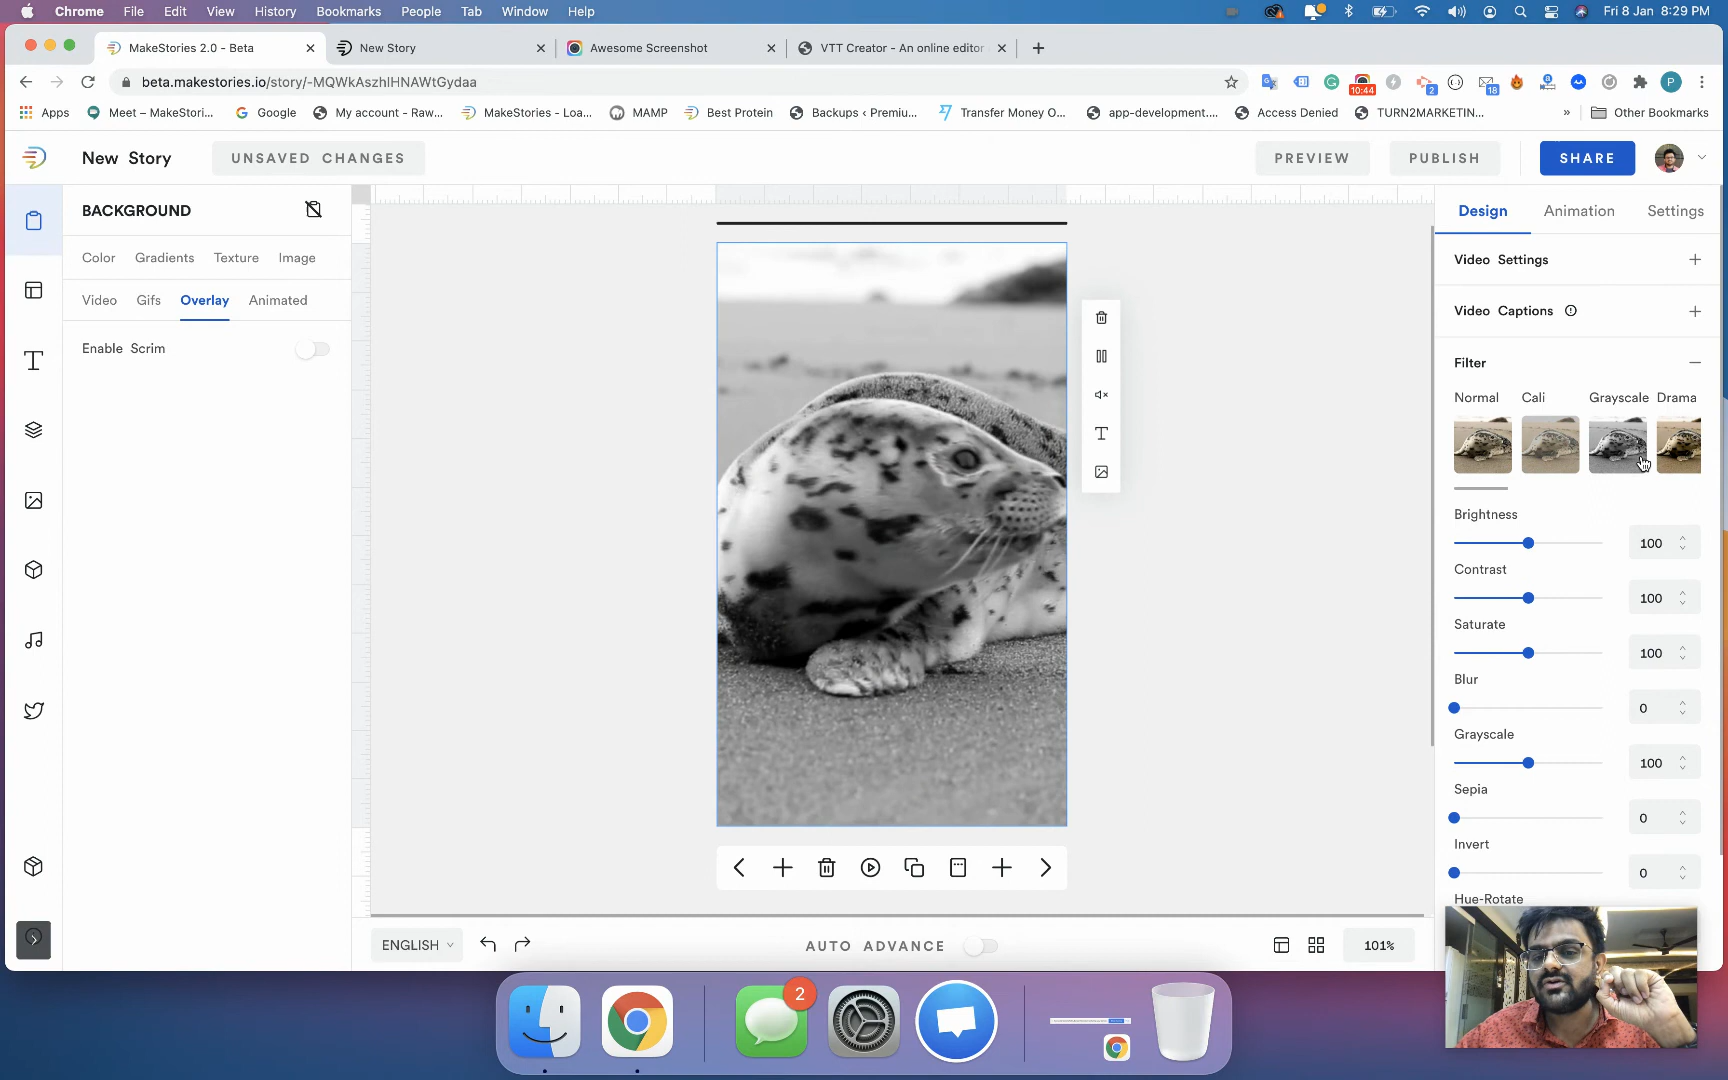 Chrome File Edit View History Bookmarks People Tab Window Help Fri 8 Jan 8:29 PM
MakeStories 2.0 - Beta New Story Awesome Screenshot VTT Creator - An online editor
beta.makestories.io/story/-MQWkAszhlHNAWtGydaa 10:44 2 18 P
Apps Meet – MakeStori... Google My account - Raw... MakeStories - Loa... MAMP Best Protein Backups ‹ Premiu... Transfer Money O... app-development.... Access Denied TURN2MARKETIN... » Other Bookmarks
New Story UNSAVED CHANGES PREVIEW PUBLISH SHARE
BACKGROUND
Color Gradients Texture Image
Video Gifs Overlay Animated
Enable Scrim
Design Animation Settings
Video Settings
Video Captions
Filter
Normal Cali Grayscale Drama
Brightness
100
Contrast
100
Saturate
100
Blur
0
Grayscale
100
Sepia
0
Invert
0
Hue-Rotate
ENGLISH AUTO ADVANCE 101%
2